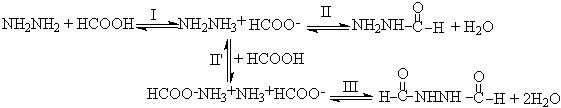 O
NH₂NH₂ + HCOOH I NH₂NH₃⁺ + HCOO⁻ II NH₂NH-C-H + H₂O
II' + HCOOH
O O
HCOO⁻NH₃⁺NH₃⁺HCOO⁻ III H-C-NHNH-C-H + 2H₂O